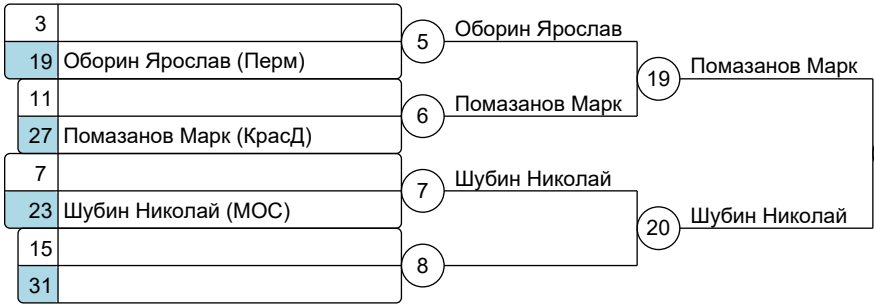 3
19 Оборин Ярослав (Перм)
11
27 Помазанов Марк (КрасД)
7
23 Шубин Николай (МОС)
15
31
5 Оборин Ярослав
6 Помазанов Марк
7 Шубин Николай
8
19 Помазанов Марк
20 Шубин Николай